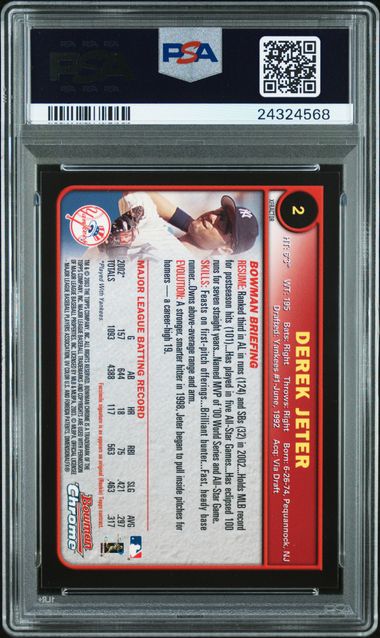 PSA
PSA
24324568
2
XFRACTOR
DEREK JETER
HT: 6'3" WT: 195 Bats: Right Throws: Right Born: 6-26-74, Pequannock, NJ
Drafted: Yankees #1-June, 1992 Acq: Via Draft
BOWMAN BRIEFING
RESUME: Ranked third in AL in runs (124) and SBs (32) in 2002...Holds MLB record
for postseason hits (101)...Has played in five All-Star Games...Has eclipsed 100
runs for seven straight years...Named MVP of '00 World Series and All-Star Game.
SKILLS: Feasts on first-pitch offerings...Brilliant bunter...Fast, heady base
runner...Owns above-average range and arm.
EVOLUTION: A stronger, smarter hitter in 1998, Jeter began to pull inside pitches for
homers — a career-high 19.
MAJOR LEAGUE BATTING RECORD
G AB HR RBI SLG AVG
2002* 157 644 18 75 .421 .297
TOTALS 1093 4388 117 563 .463 .317
*Played With Yankees.
Yankees
Bowman
Chrome